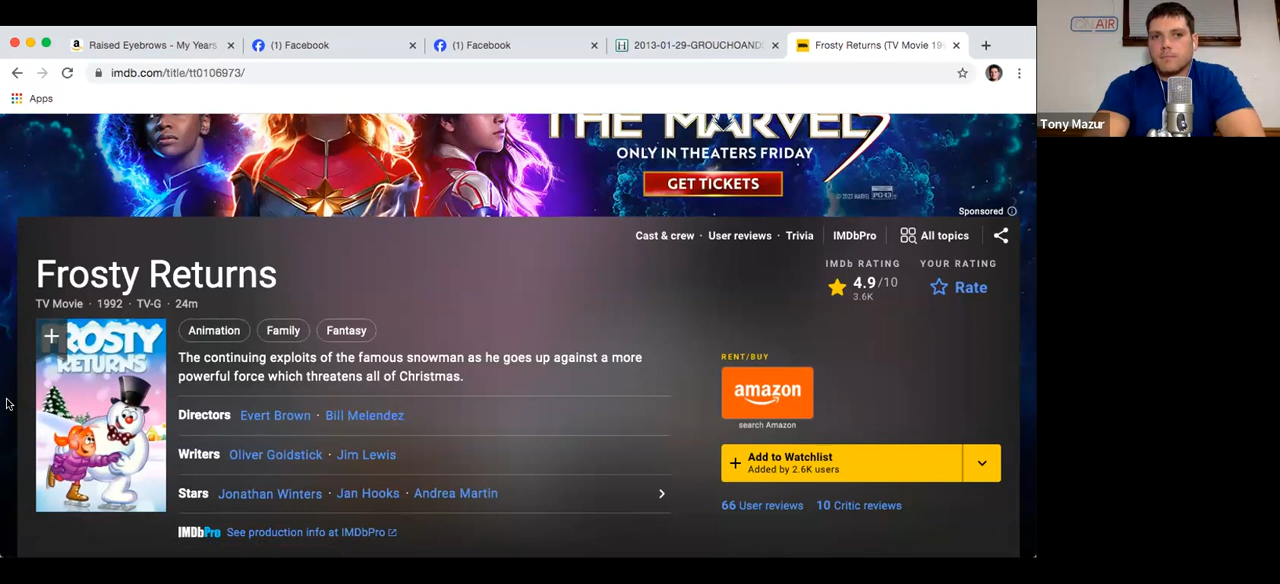 Raised Eyebrows - My Years
(1) Facebook
(1) Facebook
2013-01-29-GROUCHOAND
Frosty Returns (TV Movie 19
imdb.com/title/tt0106973/
Apps
ON AIR
Tony Mazur
THE MARVELS
ONLY IN THEATERS FRIDAY
GET TICKETS
Sponsored
Cast & crew · User reviews · Trivia IMDbPro All topics
Frosty Returns
TV Movie · 1992 · TV-G · 24m
IMDb RATING
4.9/10
3.6K
YOUR RATING
Rate
FROSTY
RETURNS
Animation Family Fantasy
The continuing exploits of the famous snowman as he goes up against a more
powerful force which threatens all of Christmas.
Directors Evert Brown · Bill Melendez
Writers Oliver Goldstick · Jim Lewis
Stars Jonathan Winters · Jan Hooks · Andrea Martin
IMDbPro See production info at IMDbPro
RENT/BUY
amazon
search Amazon
+ Add to Watchlist
Added by 2.6K users
66 User reviews 10 Critic reviews